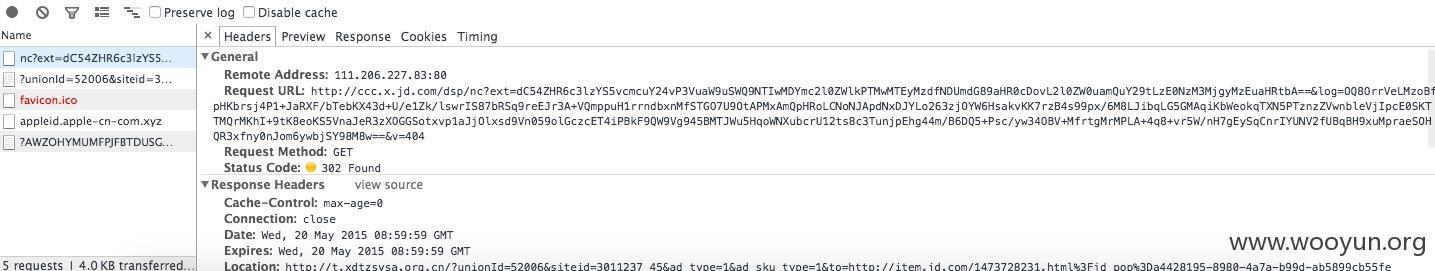 Preserve log Disable cache
Name
Headers Preview Response Cookies Timing
nc?ext=dC54ZHR6c3lzYS5...
?unionId=52006&siteid=3...
favicon.ico
appleid.apple-cn-com.xyz
?AWZOHYMUMFPJFBTDUSG...
5 requests | 4.0 KB transferred...
General
Remote Address: 111.206.227.83:80
Request URL: http://ccc.x.jd.com/dsp/nc?ext=dC54ZHR6c3lzYS5vcmcuY24vP3VuaW9uSWQ9NTIwMDYmc2l0ZWlkPTMwMTEyMzdfNDUmdG89aHR0cDovL2l0ZW0uamQuY29tLzE0NzM3MjgyMzEuaHRtbA==&log=OQ8OrrVeLMzoBf
pHKbrsj4P1+JaRXF/bTebKX43d+U/e1Zk/lswrIS87bRSq9reEJr3A+VQmppuH1rrndbxnMfSTGO7U9OtAPMxAmQpHRoLCNoNJApdNxDJYLo263zjOYW6HsakvKK7rzB4s99px/6M8LJibqLG5GMAqiKbWeokqTXN5PTznzZVwnbleVjIpcE0SKT
TMQrMKhI+9tK8eoKS5VnaJeR3zXOGGSotxvp1aJjOlxsd9Vn059olGczcET4iPBkF9QW9Vg945BMTJWu5HqoWNXubcrU12ts8c3TunjpEhg44m/B6DQ5+Psc/yw34OBV+MfrtgMrMPLA+4q8+vr5W/nH7gEySqCnrIYUNV2fUBqBH9xuMpraeSOH
QR3xfny0nJom6ywbjSY98M8w==&v=404
Request Method: GET
Status Code: 302 Found
Response Headers view source
Cache-Control: max-age=0
Connection: close
Date: Wed, 20 May 2015 08:59:59 GMT
Expires: Wed, 20 May 2015 08:59:59 GMT
Location: http://t.xdtzsysa.org.cn/?unionId=52006&siteid=3011237_45&ad_type=1&ad_sku_type=1&to=http://item.jd.com/1473728231.html%3Fjd_pop%3Da4428195-8980-4a7a-b99d-ab5899cb55fe
www.wooyun.org